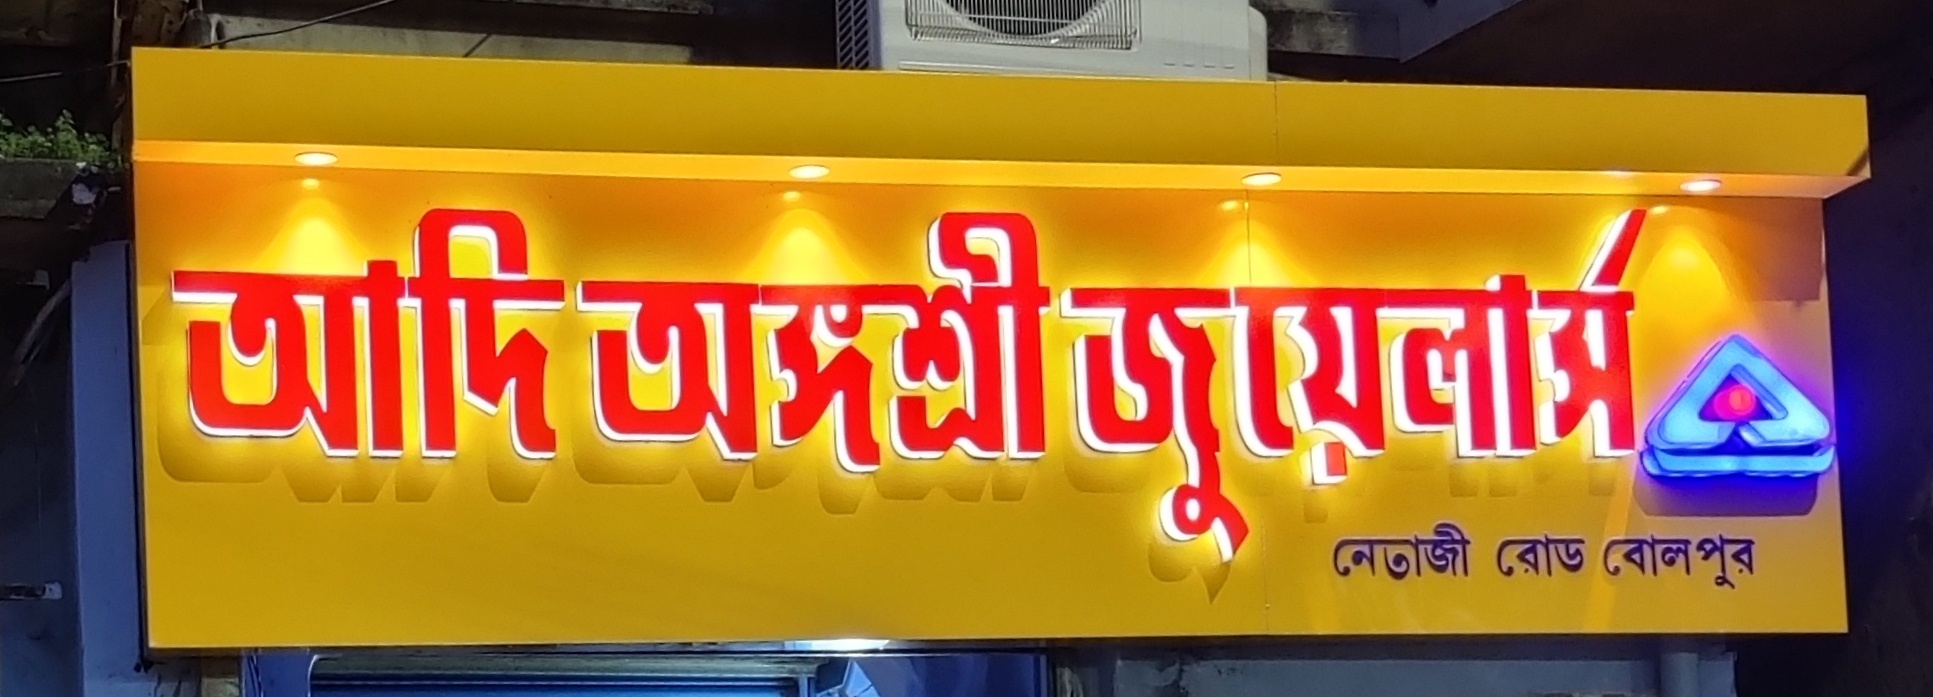 আদি অঙ্গশ্রী জুয়েলার্স
নেতাজী রোড বোলপুর